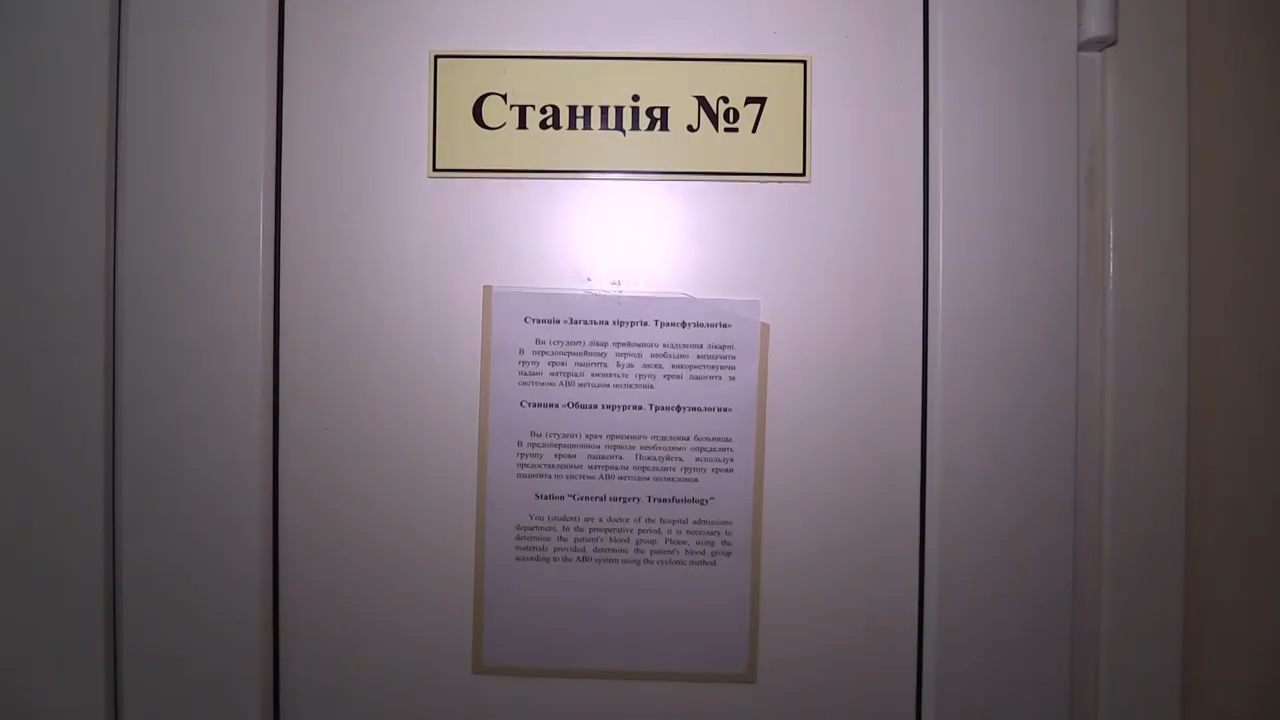 Станція №7
Станція «Загальна хірургія. Трансфузіологія»
Ви (студент) лікар прийомного відділення лікарні.
В передопераційному періоді необхідно визначити
групу крові пацієнта. Будь ласка, використовуючи
надані матеріалі визначьте групу крові пацієнта за
системою АВ0 методом поліклонів.
Станция «Общая хирургия. Трансфузиология»
Вы (студент) врач приемного отделения больницы.
В предоперационном периоде необходимо определить
группу крови пациента. Пожалуйста, используя
предоставленные материалы определите группу крови
пациента по системе АВ0 методом поликлонов.
Station “General surgery. Transfusiology”
You (student) are a doctor of the hospital admissions
department. In the preoperative period, it is necessary to
determine the patient's blood group. Please, using the
materials provided, determine the patient's blood group
according to the AB0 system using the cyclonic method.